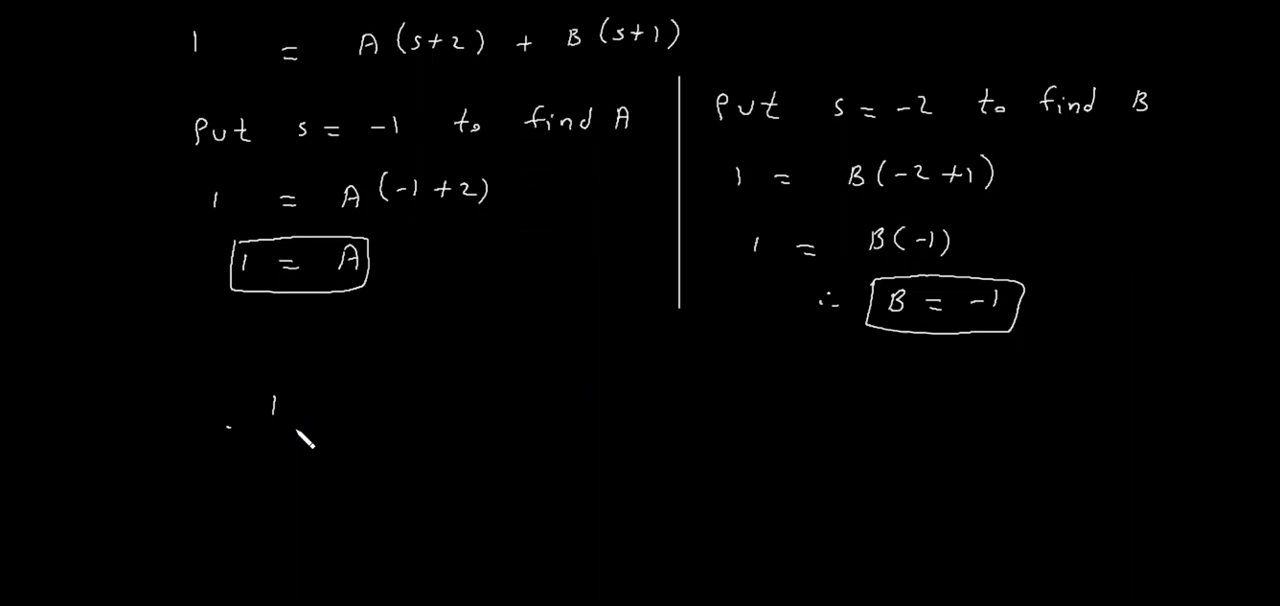 1 = A (s+2) + B (s+1)
Put s = -1 to find A
1 = A (-1 + 2)
1 = A
Put s = -2 to find B
1 = B (-2 +1)
1 = B (-1)
∴ B = -1
. 1